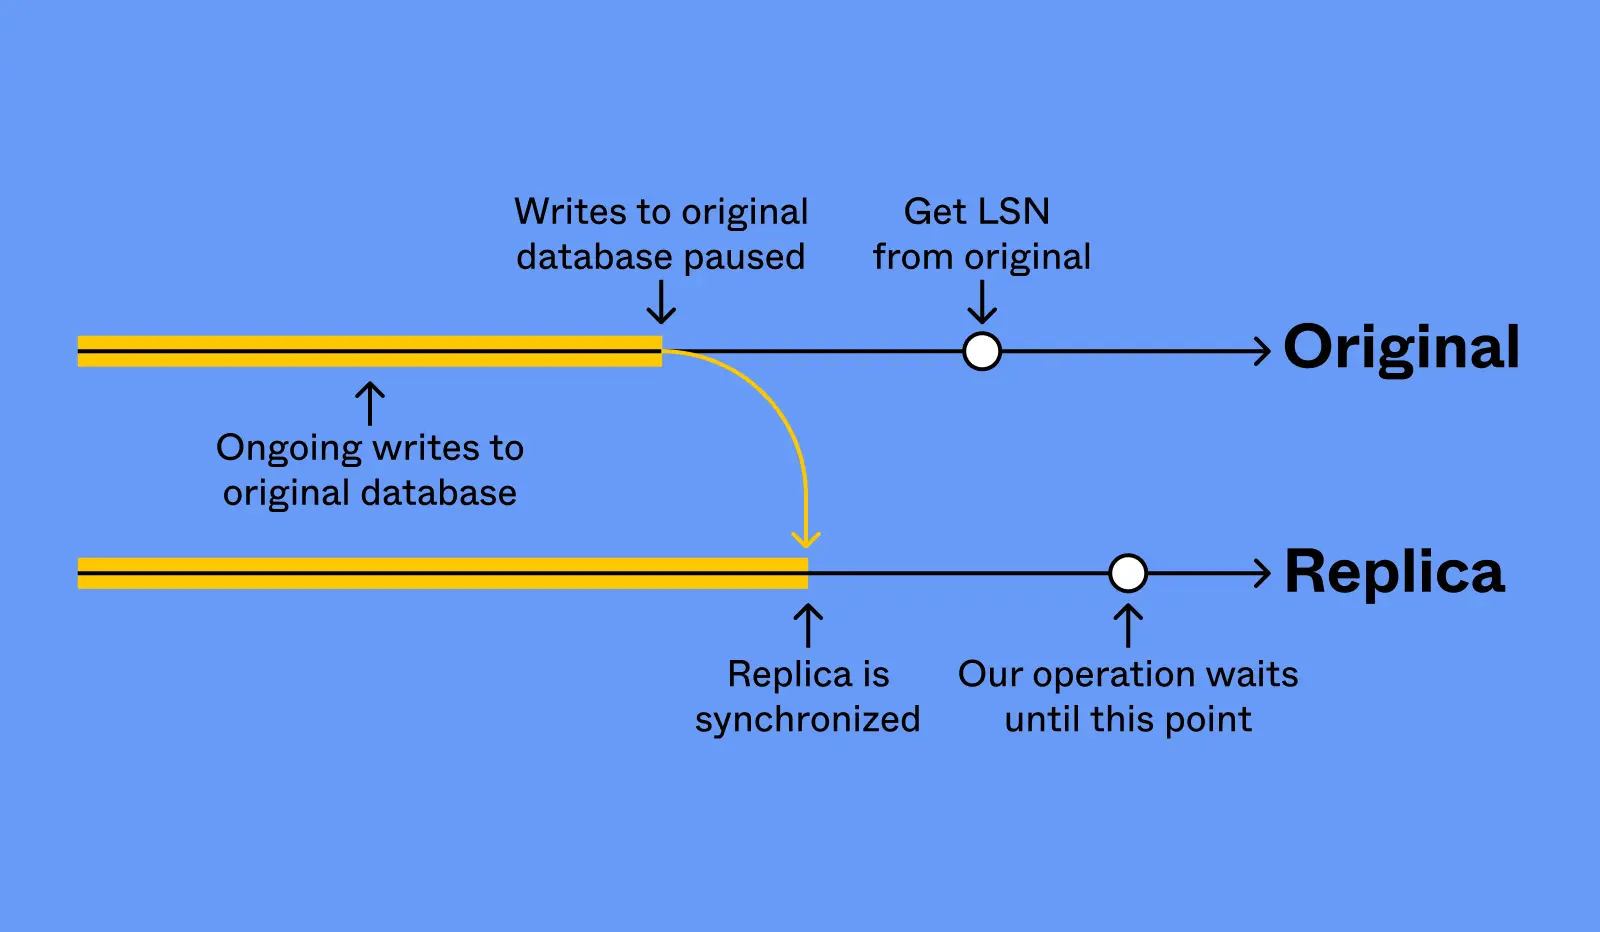 Writes to original
database paused
Get LSN
from original
Original
Ongoing writes to
original database
Replica
Replica is
synchronized
Our operation waits
until this point